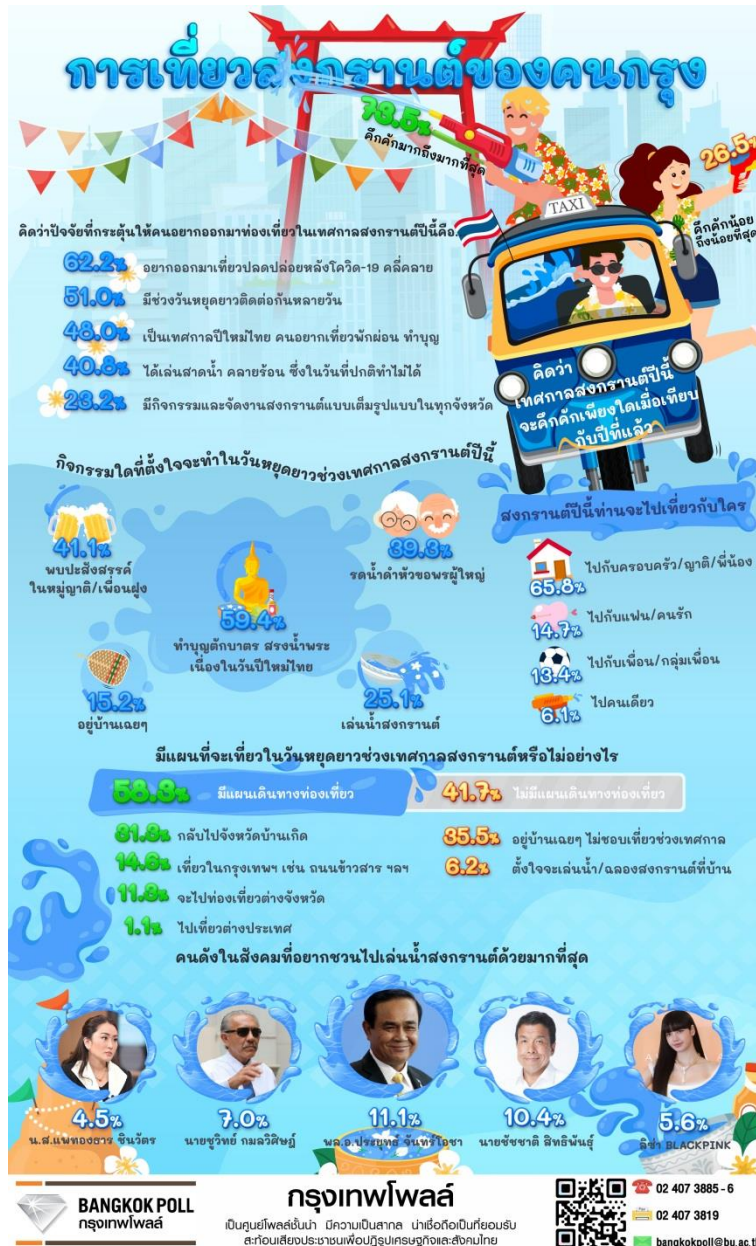 การเที่ยวสงกรานต์ของคนกรุง
73.5%
คึกคักมากถึงมากที่สุด
26.5%
คึกคักน้อย
ถึงน้อยที่สุด
TAXI
คิดว่า
เทศกาลสงกรานต์ปีนี้
จะคึกคักเพียงใดเมื่อเทียบ
กับปีที่แล้ว
คิดว่าปัจจัยที่กระตุ้นให้คนอยากออกมาท่องเที่ยวในเทศกาลสงกรานต์ปีนี้คือ
62.2% อยากออกมาเที่ยวปลดปล่อยหลังโควิด-19 คลี่คลาย
51.0% มีช่วงวันหยุดยาวติดต่อกันหลายวัน
48.0% เป็นเทศกาลปีใหม่ไทย คนอยากเที่ยวพักผ่อน ทำบุญ
40.8% ได้เล่นสาดน้ำ คลายร้อน ซึ่งในวันที่ปกติทำไม่ได้
23.2% มีกิจกรรมและจัดงานสงกรานต์แบบเต็มรูปแบบในทุกจังหวัด
กิจกรรมใดที่ตั้งใจจะทำในวันหยุดยาวช่วงเทศกาลสงกรานต์ปีนี้
41.1%
พบปะสังสรรค์
ในหมู่ญาติ/เพื่อนฝูง
59.4%
ทำบุญตักบาตร สรงน้ำพระ
เนื่องในวันปีใหม่ไทย
39.3%
รดน้ำดำหัวขอพรผู้ใหญ่
15.2%
อยู่บ้านเฉยๆ
25.1%
เล่นน้ำสงกรานต์
สงกรานต์ปีนี้ท่านจะไปเที่ยวกับใคร
65.8% ไปกับครอบครัว/ญาติ/พี่น้อง
14.7% ไปกับแฟน/คนรัก
13.4% ไปกับเพื่อน/กลุ่มเพื่อน
6.1% ไปคนเดียว
มีแผนที่จะเที่ยวในวันหยุดยาวช่วงเทศกาลสงกรานต์หรือไม่อย่างไร
58.3% มีแผนเดินทางท่องเที่ยว
41.7% ไม่มีแผนเดินทางท่องเที่ยว
31.3% กลับไปจังหวัดบ้านเกิด
14.6% เที่ยวในกรุงเทพฯ เช่น ถนนข้าวสาร ฯลฯ
11.3% จะไปท่องเที่ยวต่างจังหวัด
1.1% ไปเที่ยวต่างประเทศ
35.5% อยู่บ้านเฉยๆ ไม่ชอบเที่ยวช่วงเทศกาล
6.2% ตั้งใจจะเล่นน้ำ/ฉลองสงกรานต์ที่บ้าน
คนดังในสังคมที่อยากชวนไปเล่นน้ำสงกรานต์ด้วยมากที่สุด
4.5%
น.ส.แพทองธาร ชินวัตร
7.0%
นายชูวิทย์ กมลวิศิษฎ์
11.1%
พล.อ.ประยุทธ์ จันทร์โอชา
10.4%
นายชัชชาติ สิทธิพันธุ์
5.6%
ลิซ่า BLACKPINK
BANGKOK POLL
กรุงเทพโพลล์
กรุงเทพโพลล์
เป็นศูนย์โพลล์ชั้นนำ มีความเป็นสากล น่าเชื่อถือเป็นที่ยอมรับ
สะท้อนเสียงประชาชนเพื่อปฏิรูปเศรษฐกิจและสังคมไทย
02 407 3885 - 6
02 407 3819
bangkokpoll@bu.ac.th